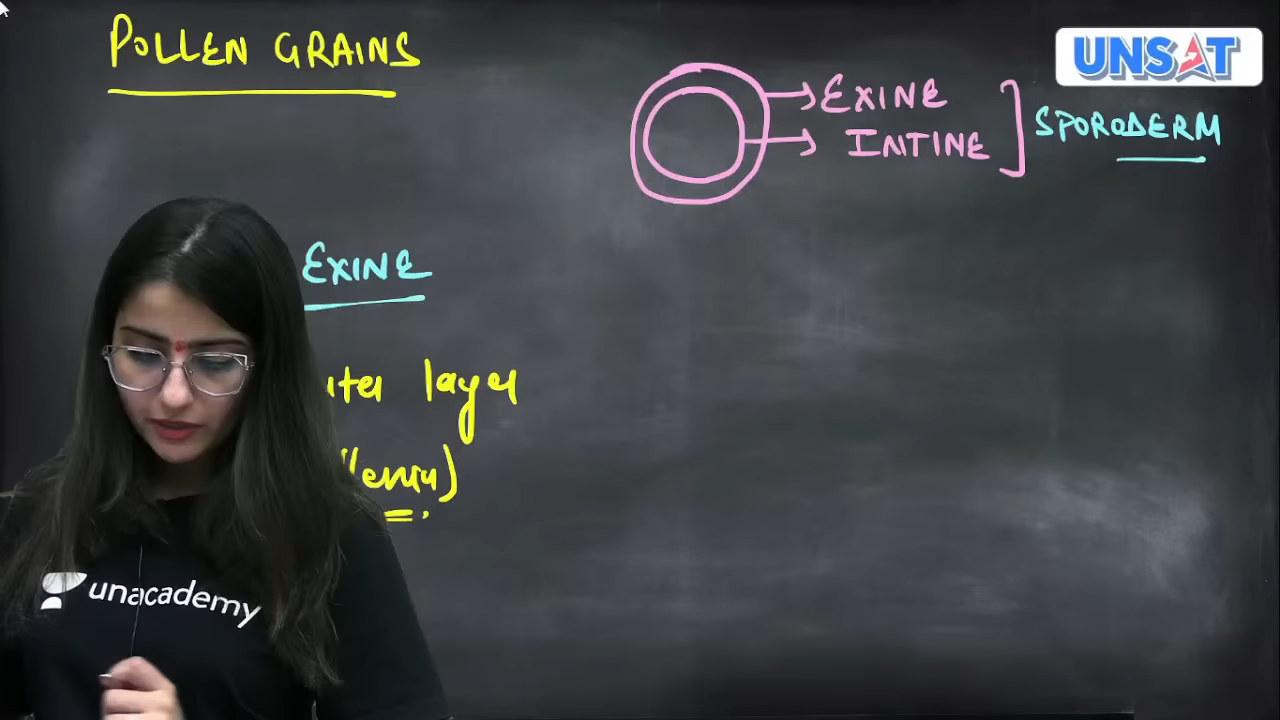 POLLEN GRAINS
UNSAT
EXINE
INTINE
SPORODERM
EXINE
layer
unacademy